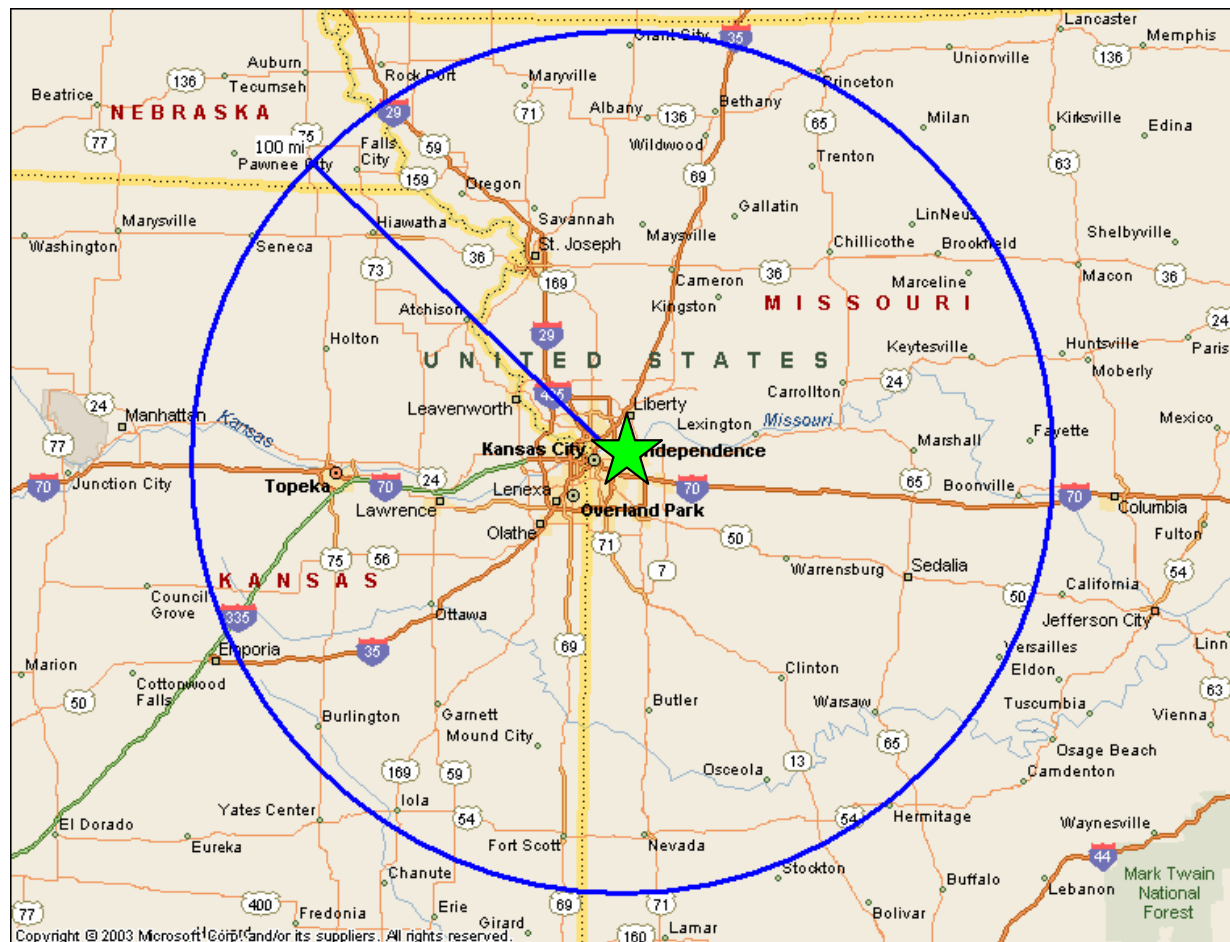 Lancaster
Grant City
35
Memphis
Unionville
Auburn
Rock Port
Maryville
Princeton
136
Tecumseh
136
Beatrice
NEBRASKA
29
71
Albany
136
Bethany
65
Milan
Kirksville
Edina
77
75
100 mi
Falls
City
59
Wildwood
Pawnee City
159
69
Trenton
63
Oregon
Marysville
Savannah
Gallatin
LinNeus
Hiawatha
Maysville
Washington
Seneca
St. Joseph
Chillicothe
Brookfield
Shelbyville
36
73
169
Cameron
36
Marceline
Macon
36
Atchison
Kingston
MISSOURI
24
29
Holton
Keytesville
Huntsville
Paris
UNITED STATES
Moberly
Carrollton
24
435
Leavenworth
Liberty
24
Manhattan
Kansas
Lexington
Missouri
Mexico
77
Kansas City
Independence
Marshall
Fayette
70
Junction City
Topeka
70
24
Lenexa
70
65
Boonville
70
Columbia
Lawrence
Overland Park
Fulton
Olathe
71
50
75
56
7
Warrensburg
Sedalia
54
KANSAS
Council
Grove
California
50
335
Ottawa
Jefferson City
Emporia
35
69
Versailles
Linn
Marion
Clinton
Eldon
Cottonwood
Falls
63
50
Burlington
Garnett
Butler
Warsaw
Tuscumbia
Vienna
Mound City
65
Osage Beach
169
59
Osceola
13
Camdenton
Yates Center
Iola
54
54
Hermitage
El Dorado
Waynesville
Eureka
Fort Scott
Nevada
44
Chanute
Stockton
Mark Twain
National
Forest
Buffalo
Lebanon
77
400
Fredonia
Erie
69
71
Bolivar
Girard
160
Lamar
Copyright © 2003 Microsoft Corp. and/or its suppliers. All rights reserved.